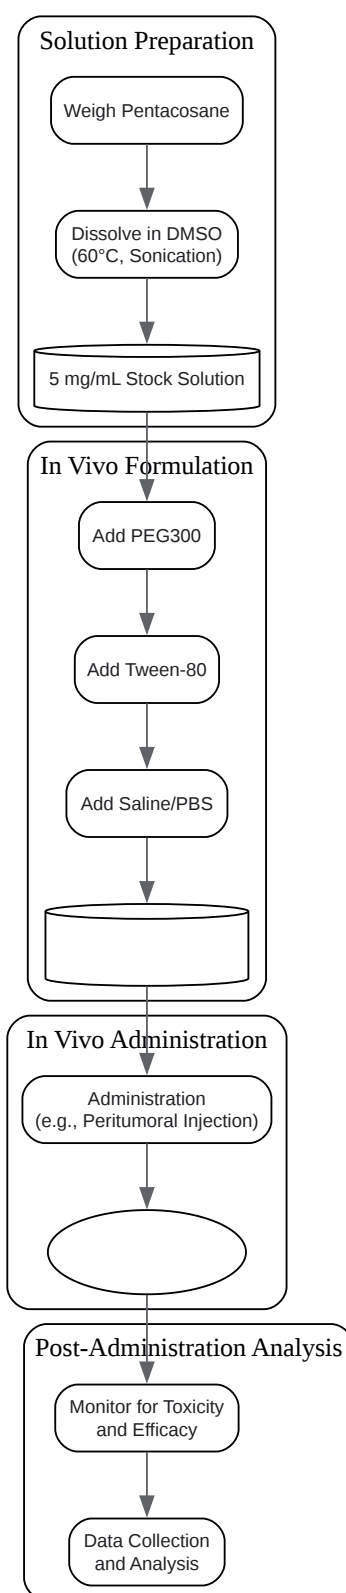 Solution Preparation
Weigh Pentacosane
Dissolve in DMSO
(60°C, Sonication)
5 mg/mL Stock Solution
In Vivo Formulation
Add PEG300
Add Tween-80
Add Saline/PBS
In Vivo Administration
Administration
(e.g., Peritumoral Injection)
Post-Administration Analysis
Monitor for Toxicity
and Efficacy
Data Collection
and Analysis